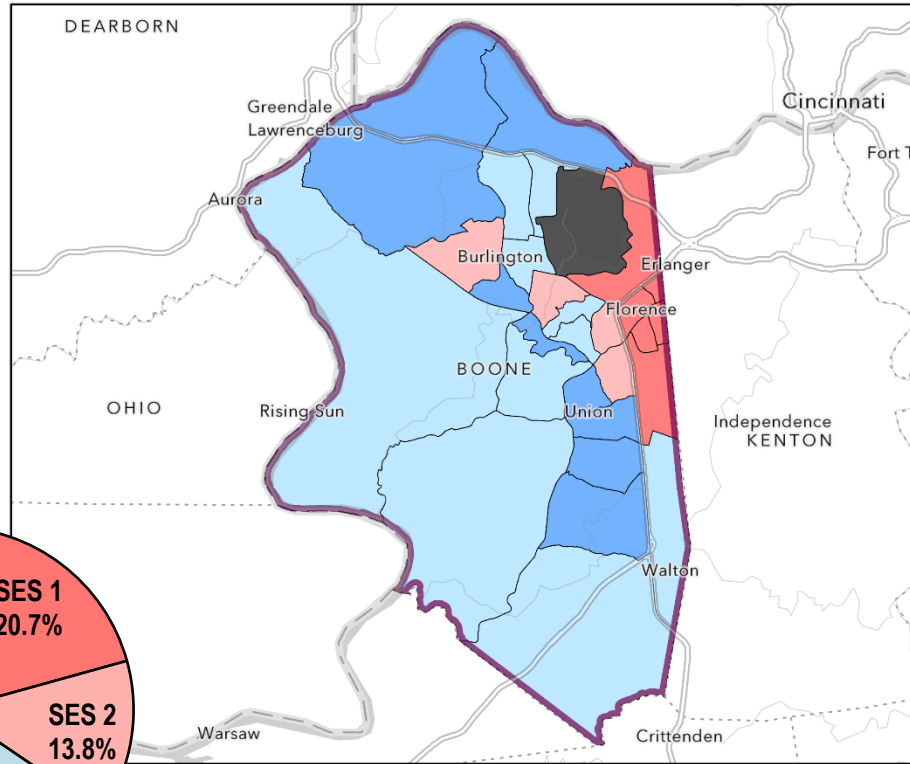 DEARBORN
Greendale
Lawrenceburg
Cincinnati
Fort
Aurora
Burlington
Erlanger
Florence
BOONE
OHIO
Rising Sun
Union
Independence
KENTON
Walton
SES 1
20.7%
SES 2
13.8%
Warsaw
Crittenden